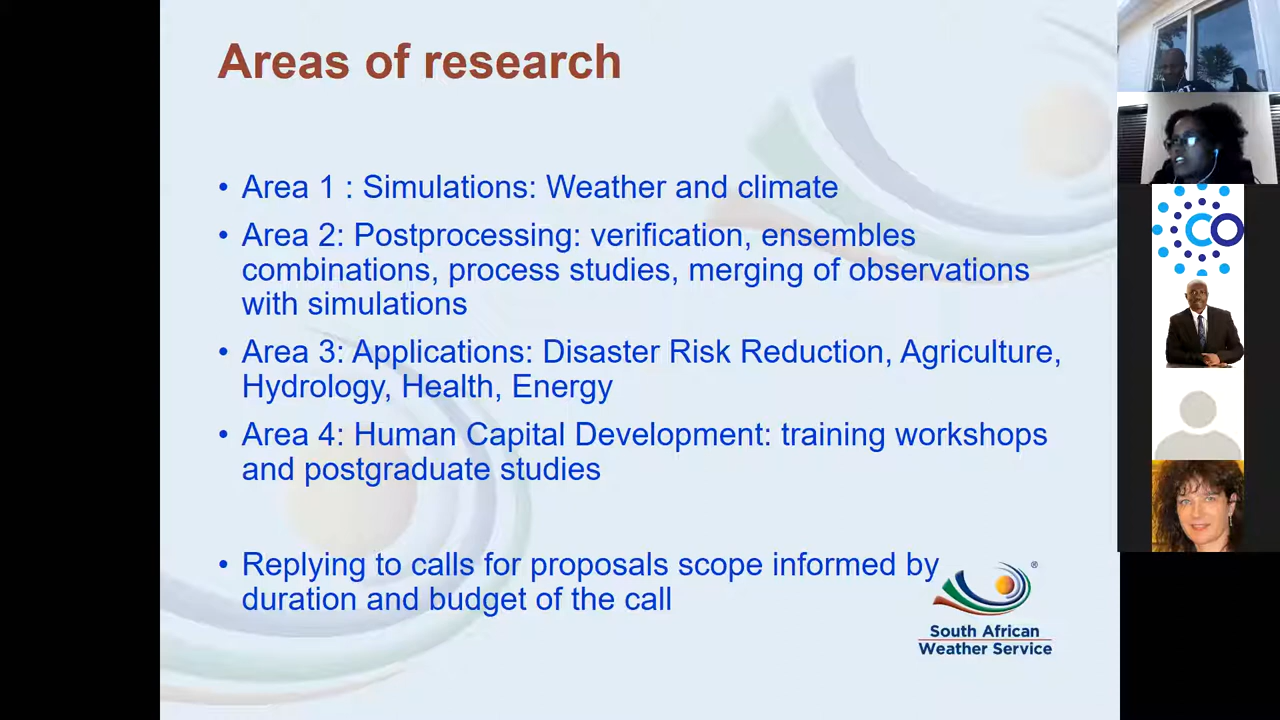 Areas of research
• Area 1 : Simulations: Weather and climate
• Area 2: Postprocessing: verification, ensembles
combinations, process studies, merging of observations
with simulations
• Area 3: Applications: Disaster Risk Reduction, Agriculture,
Hydrology, Health, Energy
• Area 4: Human Capital Development: training workshops
and postgraduate studies
• Replying to calls for proposals scope informed by
duration and budget of the call
®
South African
Weather Service
CO